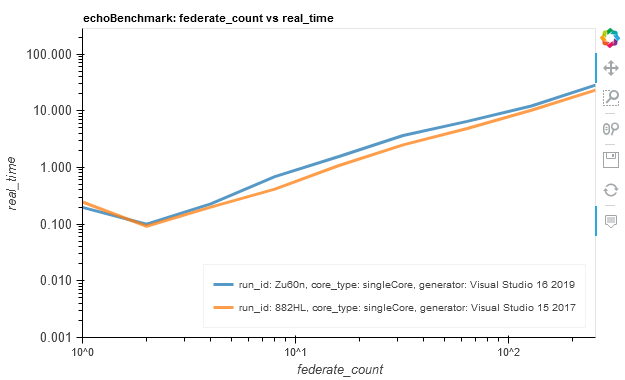 echoBenchmark: federate_count vs real_time
100.000
10.000
1.000
0.100
0.010
0.001
real_time
run_id: Zu60n, core_type: singleCore, generator: Visual Studio 16 2019
run_id: 882HL, core_type: singleCore, generator: Visual Studio 15 2017
10^0
10^1
10^2
federate_count